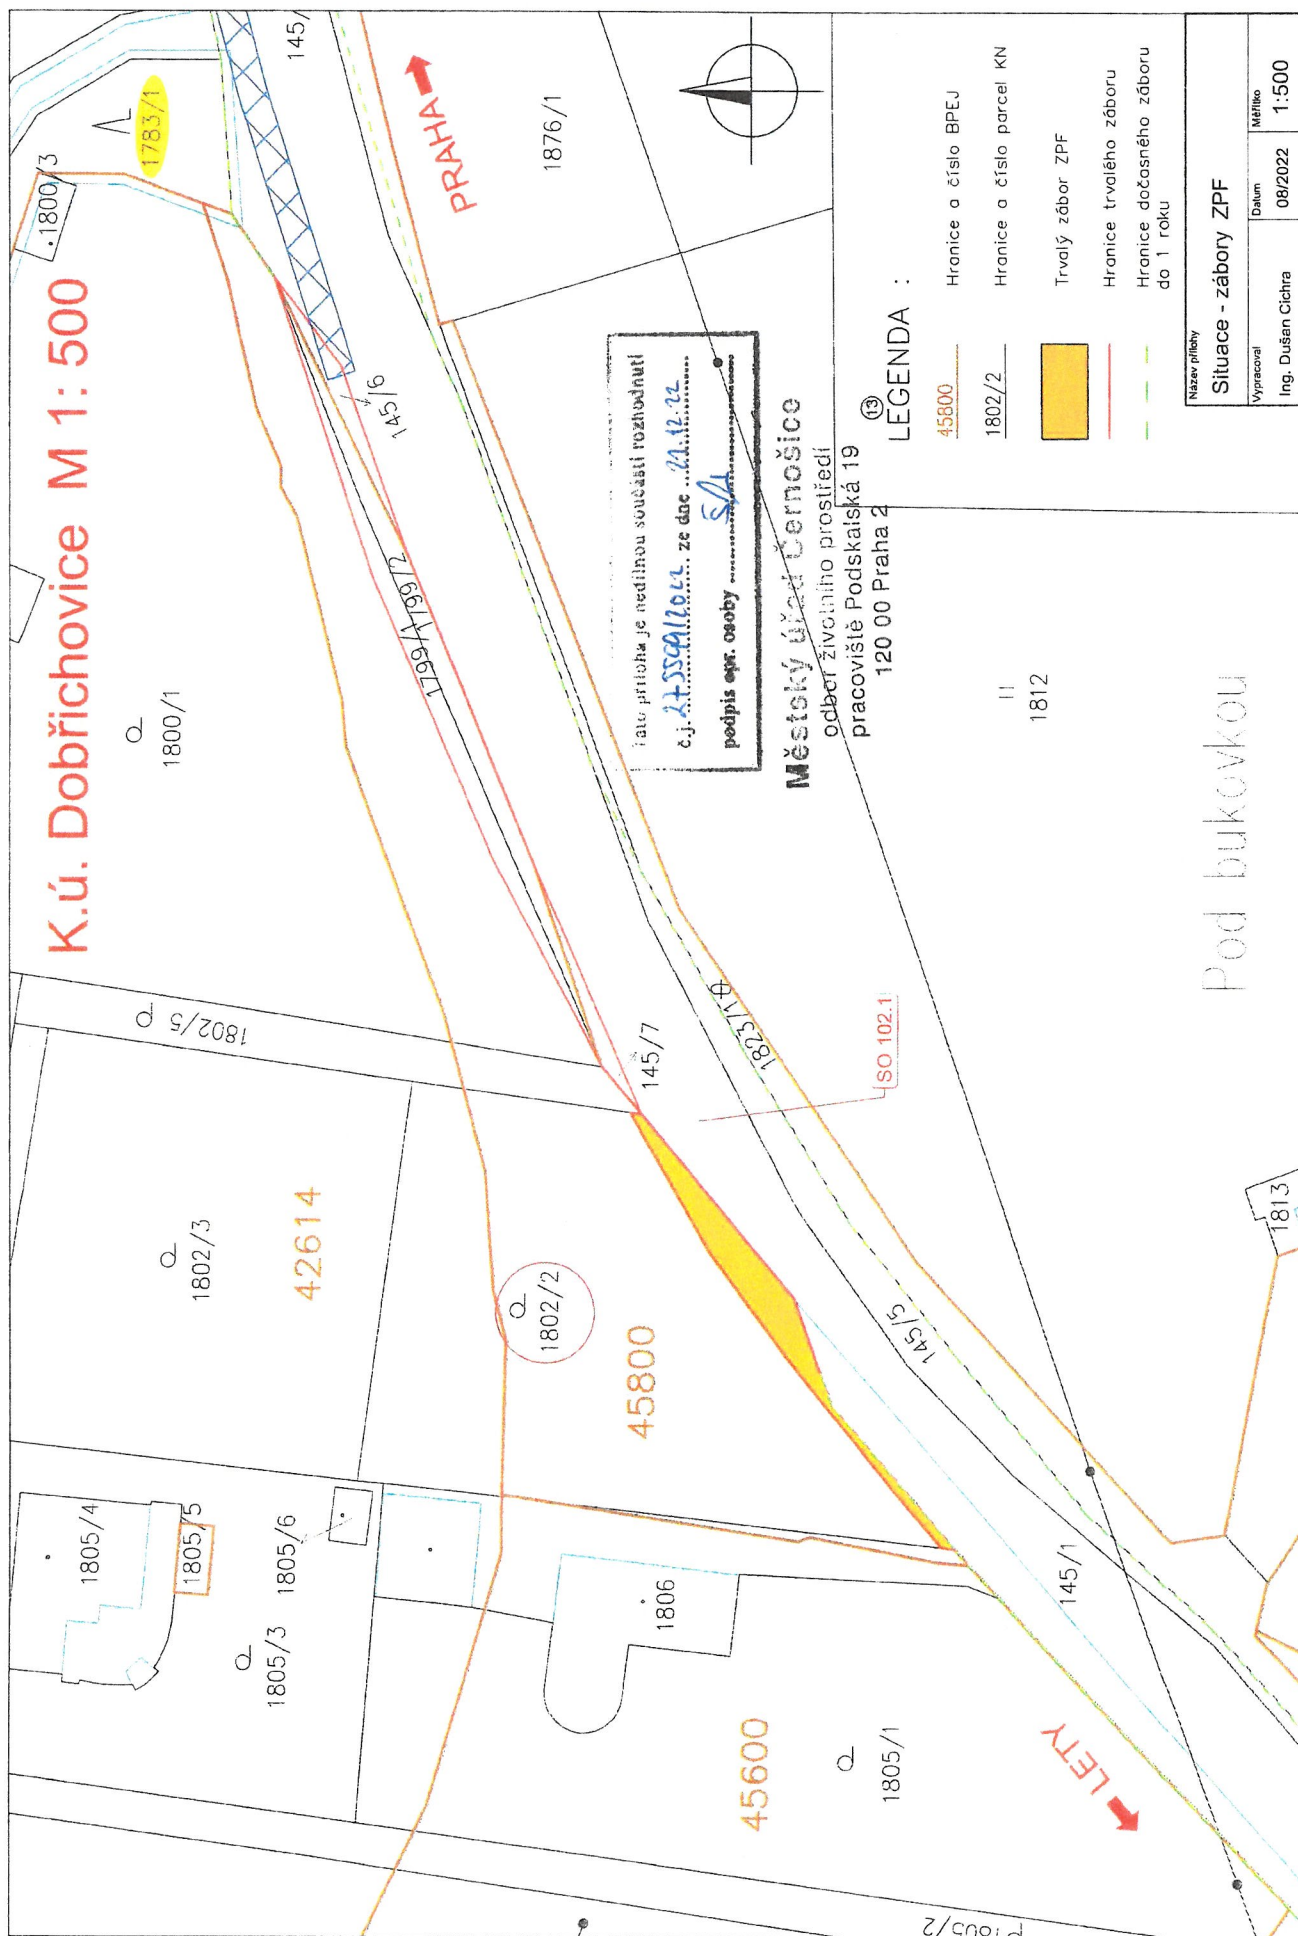 K.ú. Dobřichovice M 1: 500
1800/3
1783/1
145/
PRAHA
1876/1
145/6
1799/1
1799/2
1800/1
1802/5
1802/3
42614
1802/2
45800
145/7
1823/10
SO 102.1
145/5
145/1
1805/4
1805/5
1805/6
1805/3
1806
45600
1805/1
1805/2
LETY
1812
1813
Pod bukovkou
Tato příloha je nedílnou součástí rozhodnutí
č.j. ze dne 21.12.22
podpis opr. osoby
Městský úřad Černošice
odbor životního prostředí
pracoviště Podskalská 19
120 00 Praha 2
13
LEGENDA :
45800 Hranice a číslo BPEJ
1802/2 Hranice a číslo parcel KN
Trvalý zábor ZPF
Hranice trvalého záboru
Hranice dočasného záboru
do 1 roku
Název přílohy
Situace - zábory ZPF
Vypracoval Datum Měřítko
Ing. Dušan Cichra 08/2022 1:500